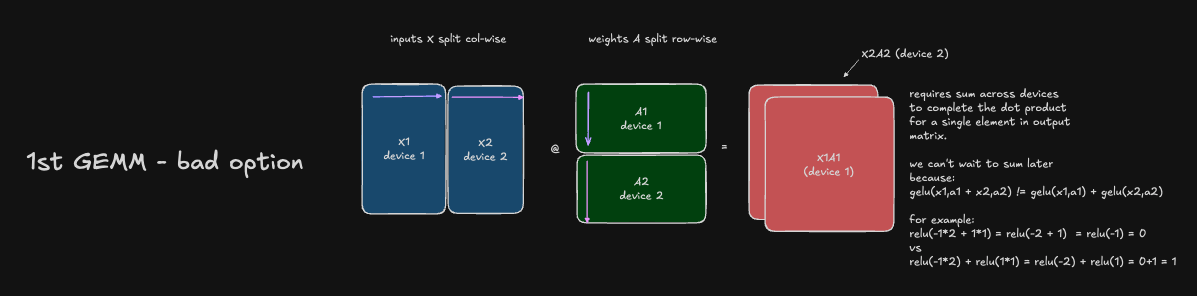 inputs X split col-wise
weights A split row-wise
x2A2 (device 2)
1st GEMM - bad option
x1
device 1
x2
device 2
@
A1
device 1
A2
device 2
=
x1A1
(device 1)
requires sum across devices
to complete the dot product
for a single element in output
matrix.
we can't wait to sum later
because:
gelu(x1,a1 + x2,a2) != gelu(x1,a1) + gelu(x2,a2)
for example:
relu(-1*2 + 1*1) = relu(-2 + 1) = relu(-1) = 0
vs
relu(-1*2) + relu(1*1) = relu(-2) + relu(1) = 0+1 = 1